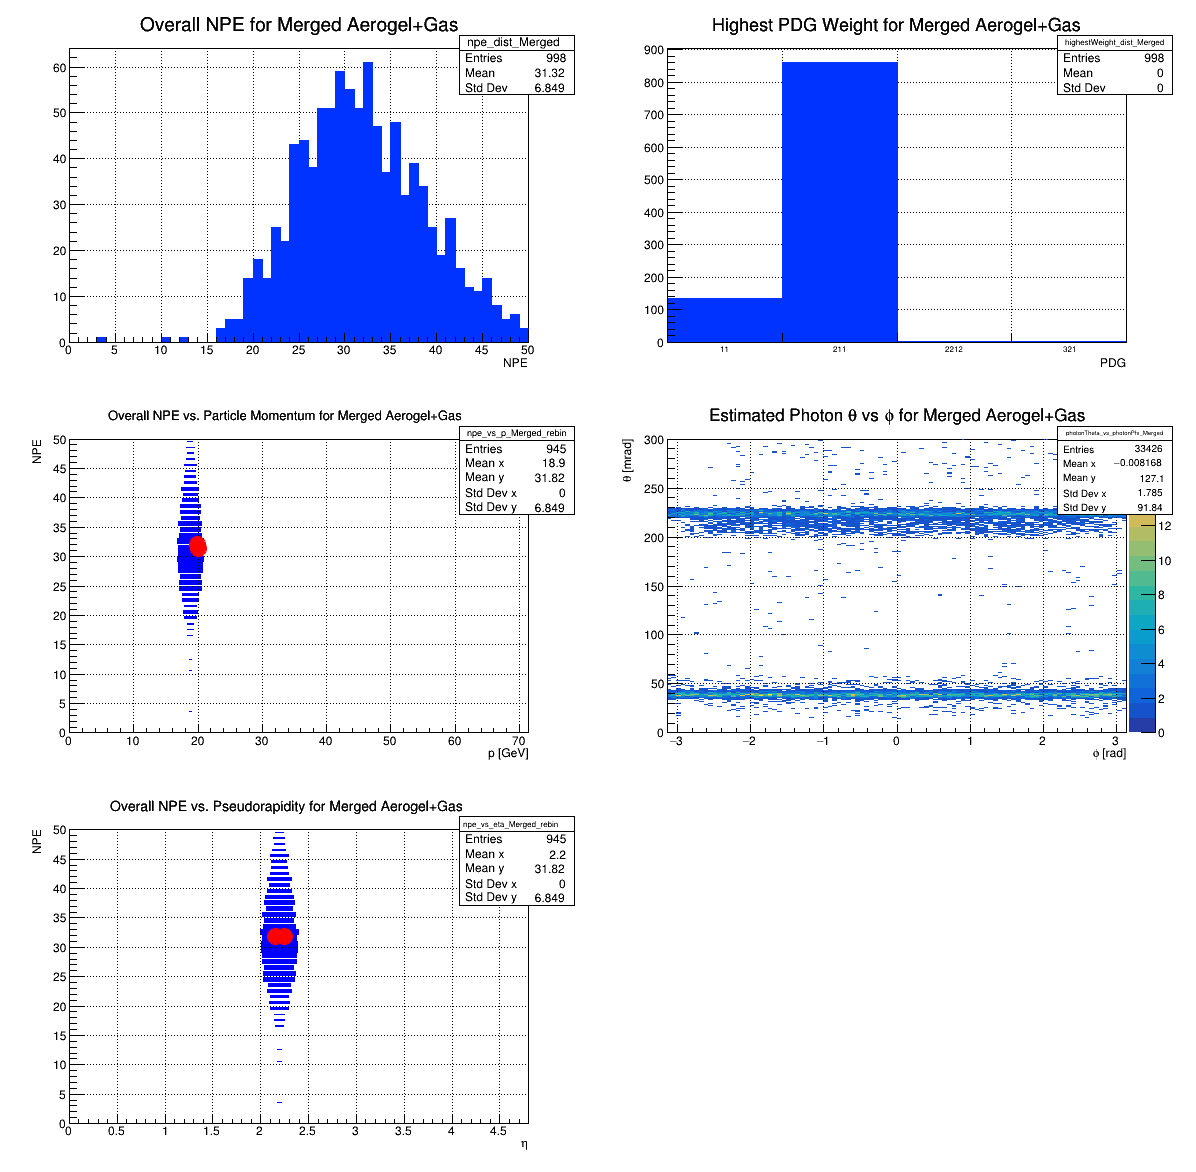 Overall NPE for Merged Aerogel+Gas
npe_dist_Merged
Entries 998
Mean 31.32
Std Dev 6.849
60
50
40
30
20
10
0
0 5 10 15 20 25 30 35 40 45 50
NPE
Highest PDG Weight for Merged Aerogel+Gas
highestWeight_dist_Merged
Entries 998
Mean 0
Std Dev 0
900
800
700
600
500
400
300
200
100
0
11 211 2212 321
PDG
Overall NPE vs. Particle Momentum for Merged Aerogel+Gas
npe_vs_p_Merged_rebin
Entries 945
Mean x 18.9
Mean y 31.82
Std Dev x 0
Std Dev y 6.849
NPE
50
45
40
35
30
25
20
15
10
5
0
0 10 20 30 40 50 60 70
p [GeV]
Estimated Photon θ vs ϕ for Merged Aerogel+Gas
photonTheta_vs_photonPhi_Merged
Entries 33426
Mean x −0.008168
Mean y 127.1
Std Dev x 1.785
Std Dev y 91.84
θ [mrad]
300
250
200
150
100
50
0
−3 −2 −1 0 1 2 3
ϕ [rad]
12
10
8
6
4
2
0
Overall NPE vs. Pseudorapidity for Merged Aerogel+Gas
npe_vs_eta_Merged_rebin
Entries 945
Mean x 2.2
Mean y 31.82
Std Dev x 0
Std Dev y 6.849
NPE
50
45
40
35
30
25
20
15
10
5
0
0 0.5 1 1.5 2 2.5 3 3.5 4 4.5
η